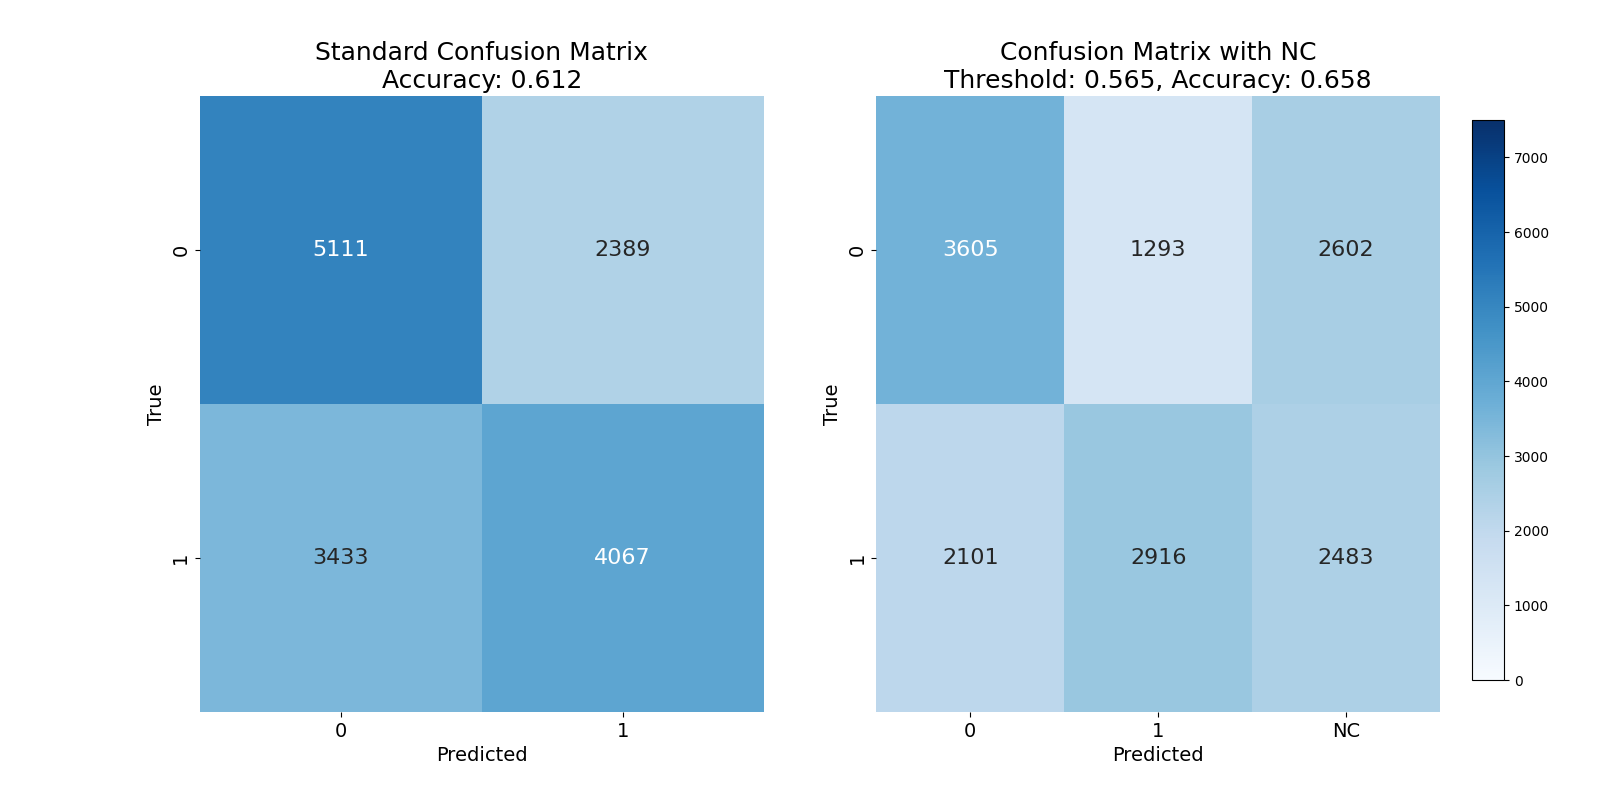 Standard Confusion Matrix
Accuracy: 0.612
0
5111
2389
True
1
3433
4067
0
1
Predicted
Confusion Matrix with NC
Threshold: 0.565, Accuracy: 0.658
0
3605
1293
2602
True
1
2101
2916
2483
0
1
NC
Predicted
7000
6000
5000
4000
3000
2000
1000
0